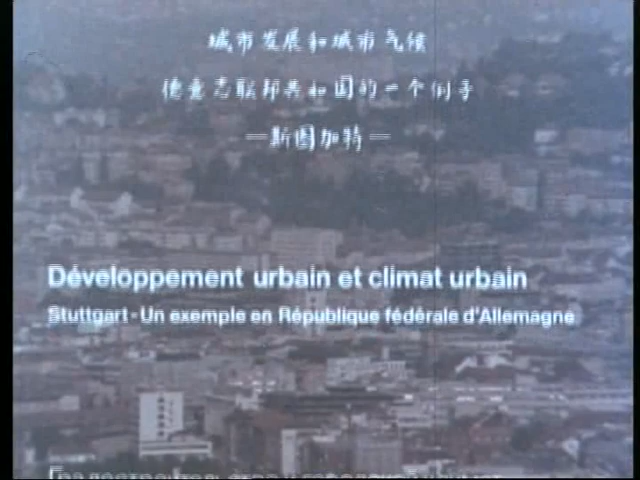 城市发展和城市气候
德意志联邦共和国的一个例子
=斯图加特=
Développement urbain et climat urbain
Stuttgart - Un exemple en République fédérale d'Allemagne